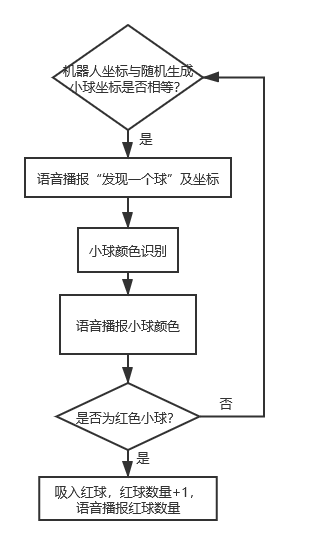 机器人坐标与随机生成
小球坐标是否相等？
是
语音播报“发现一个球”及坐标
小球颜色识别
语音播报小球颜色
是否为红色小球？
否
是
吸入红球，红球数量+1，
语音播报红球数量